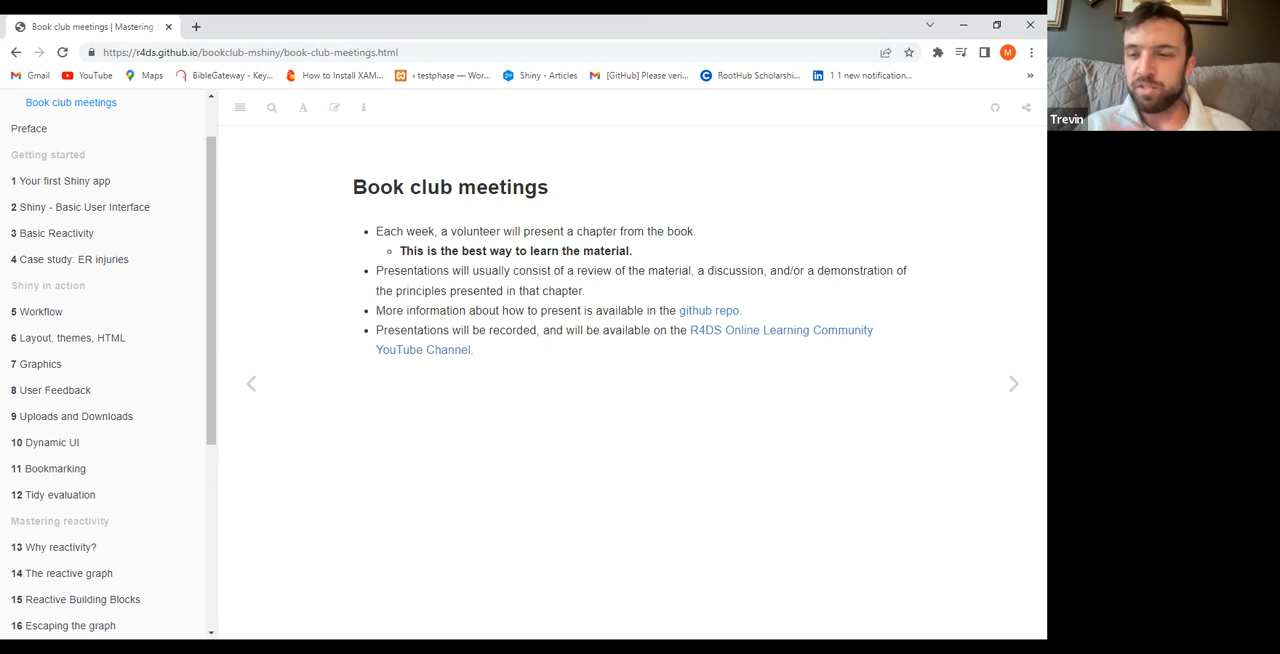 Book club meetings | Mastering
https://r4ds.github.io/bookclub-mshiny/book-club-meetings.html
M
Gmail
YouTube
Maps
BibleGateway - Key...
How to Install XAM...
‹ testphase — Wor...
Shiny - Articles
[GitHub] Please veri...
RootHub Scholarshi...
1 1 new notification...
»
Book club meetings
Preface
Getting started
1 Your first Shiny app
2 Shiny - Basic User Interface
3 Basic Reactivity
4 Case study: ER injuries
Shiny in action
5 Workflow
6 Layout, themes, HTML
7 Graphics
8 User Feedback
9 Uploads and Downloads
10 Dynamic UI
11 Bookmarking
12 Tidy evaluation
Mastering reactivity
13 Why reactivity?
14 The reactive graph
15 Reactive Building Blocks
16 Escaping the graph
Book club meetings
Each week, a volunteer will present a chapter from the book.
This is the best way to learn the material.
Presentations will usually consist of a review of the material, a discussion, and/or a demonstration of
the principles presented in that chapter.
More information about how to present is available in the github repo.
Presentations will be recorded, and will be available on the R4DS Online Learning Community
YouTube Channel.
Trevin